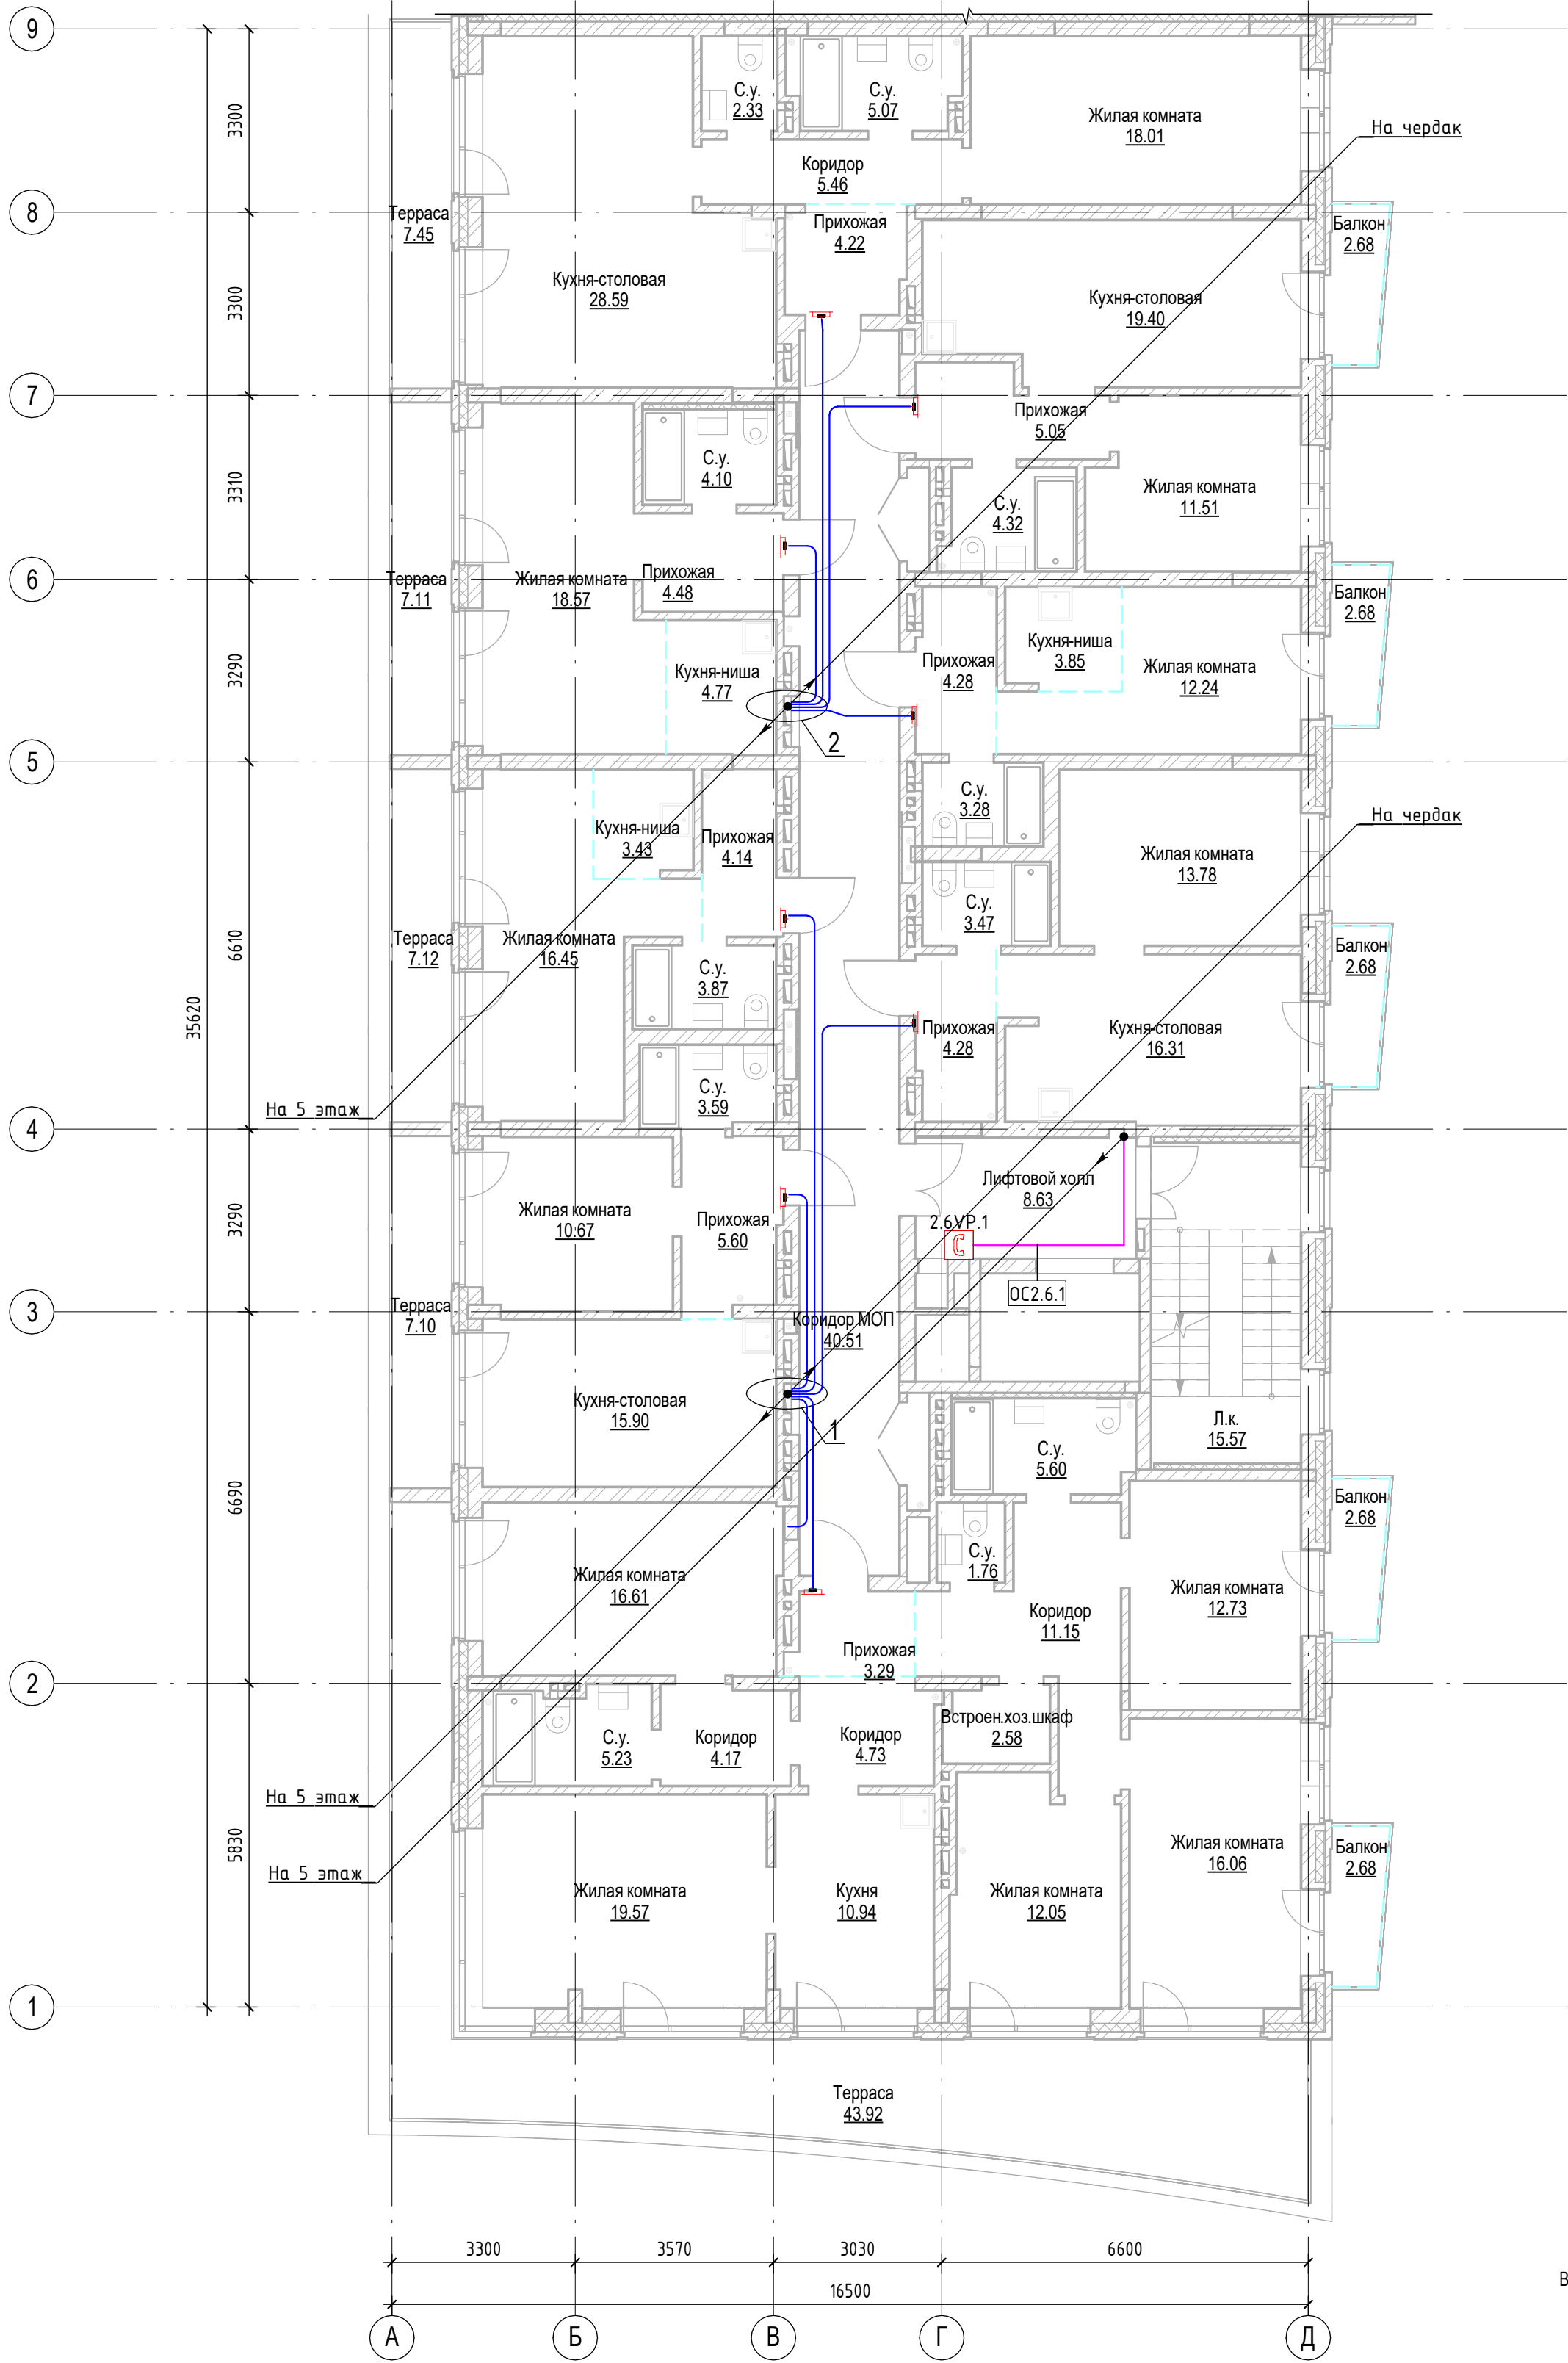 9
3300
С.у.
2.33
С.у.
5.07
Жилая комната
18.01
На чердак
Коридор
5.46
8
Терраса
7.45
Прихожая
4.22
Балкон
2.68
3300
Кухня-столовая
28.59
Кухня-столовая
19.40
7
Прихожая
5.05
3310
С.у.
4.10
Жилая комната
11.51
С.у.
4.32
6
Терраса
7.11
Жилая комната
18.57
Прихожая
4.48
Балкон
2.68
3290
Кухня-ниша
4.77
Прихожая
4.28
Кухня-ниша
3.85
Жилая комната
12.24
2
5
С.у.
3.28
На чердак
Кухня-ниша
3.43
Прихожая
4.14
Жилая комната
13.78
6610
Терраса
7.12
Жилая комната
16.45
С.у.
3.47
Балкон
2.68
С.у.
3.87
35620
Прихожая
4.28
Кухня-столовая
16.31
С.у.
3.59
На 5 этаж
4
Лифтовой холл
8.63
3290
Жилая комната
10.67
Прихожая
5.60
2.6VP.1
ОС2.6.1
3
Терраса
7.10
Коридор МОП
40.51
Кухня-столовая
15.90
1
Л.к.
15.57
С.у.
5.60
6690
Балкон
2.68
С.у.
1.76
Жилая комната
16.61
Жилая комната
12.73
Коридор
11.15
Прихожая
3.29
2
Встроен.хоз.шкаф
2.58
С.у.
5.23
Коридор
4.17
Коридор
4.73
На 5 этаж
5830
Жилая комната
16.06
Балкон
2.68
На 5 этаж
Жилая комната
19.57
Кухня
10.94
Жилая комната
12.05
1
Терраса
43.92
3300
3570
3030
6600
16500
В
А
Б
В
Г
Д